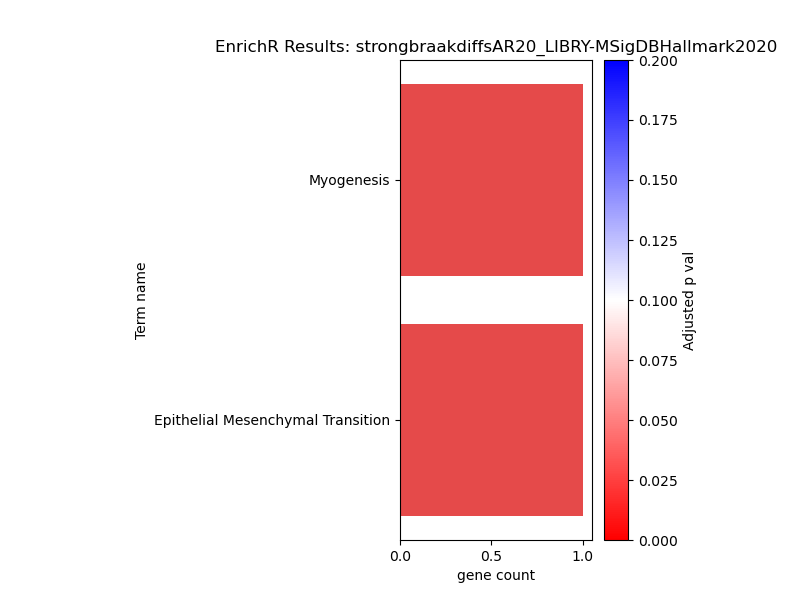 EnrichR Results: strongbraakdiffsAR20_LIBRY-MSigDBHallmark2020
Term name
Myogenesis
Epithelial Mesenchymal Transition
0.0
0.5
1.0
gene count
0.200
0.175
0.150
0.125
0.100
0.075
0.050
0.025
0.000
Adjusted p val